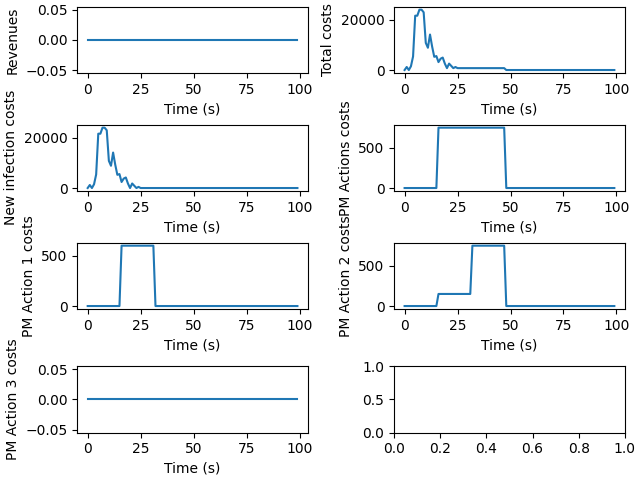 Revenues
0.05
0.00
−0.05
0 25 50 75 100
Time (s)
Total costs
20000
0
0 25 50 75 100
Time (s)
New infection costs
20000
0
0 25 50 75 100
Time (s)
PM Actions costs
500
0
0 25 50 75 100
Time (s)
PM Action 1 costs
500
0
0 25 50 75 100
Time (s)
PM Action 2 costs
500
0
0 25 50 75 100
Time (s)
PM Action 3 costs
0.05
0.00
−0.05
0 25 50 75 100
Time (s)
1.0
0.5
0.0
0.0 0.2 0.4 0.6 0.8 1.0